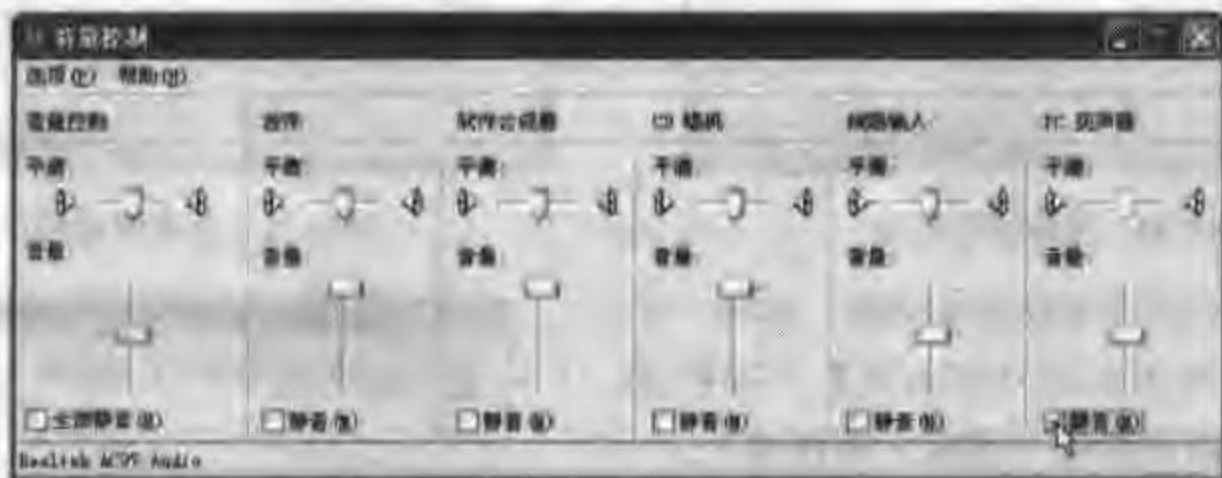 音量控制
选项(P) 帮助(H)
音量控制 波形 软件合成器 CD 唱机 线路输入 PC 扬声器
平衡: 平衡: 平衡: 平衡: 平衡: 平衡:
音量: 音量: 音量: 音量: 音量: 音量:
全部静音(M) 静音(M) 静音(M) 静音(M) 静音(M) 静音(M)
Realtek AC97 Audio